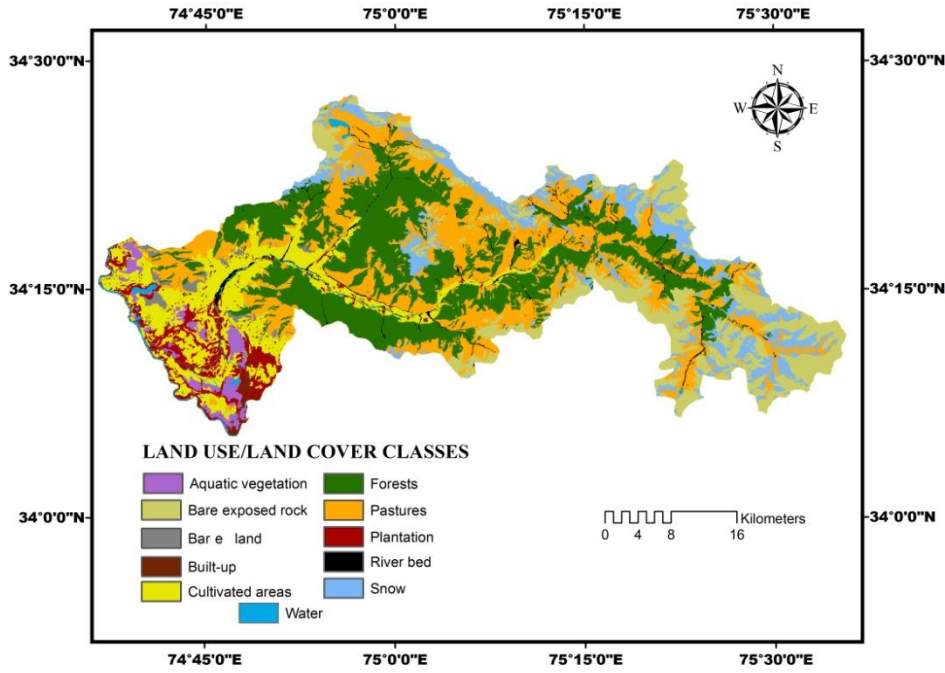 74°45'0"E 75°0'0"E 75°15'0"E 75°30'0"E
34°30'0"N 34°30'0"N
N
W E
S
34°15'0"N 34°15'0"N
LAND USE/LAND COVER CLASSES
Aquatic vegetation Forests
Bare exposed rock Pastures
34°0'0"N 34°0'0"N
Bar e land Plantation
Kilometers
0 4 8 16
Built-up River bed
Cultivated areas Snow
Water
74°45'0"E 75°0'0"E 75°15'0"E 75°30'0"E